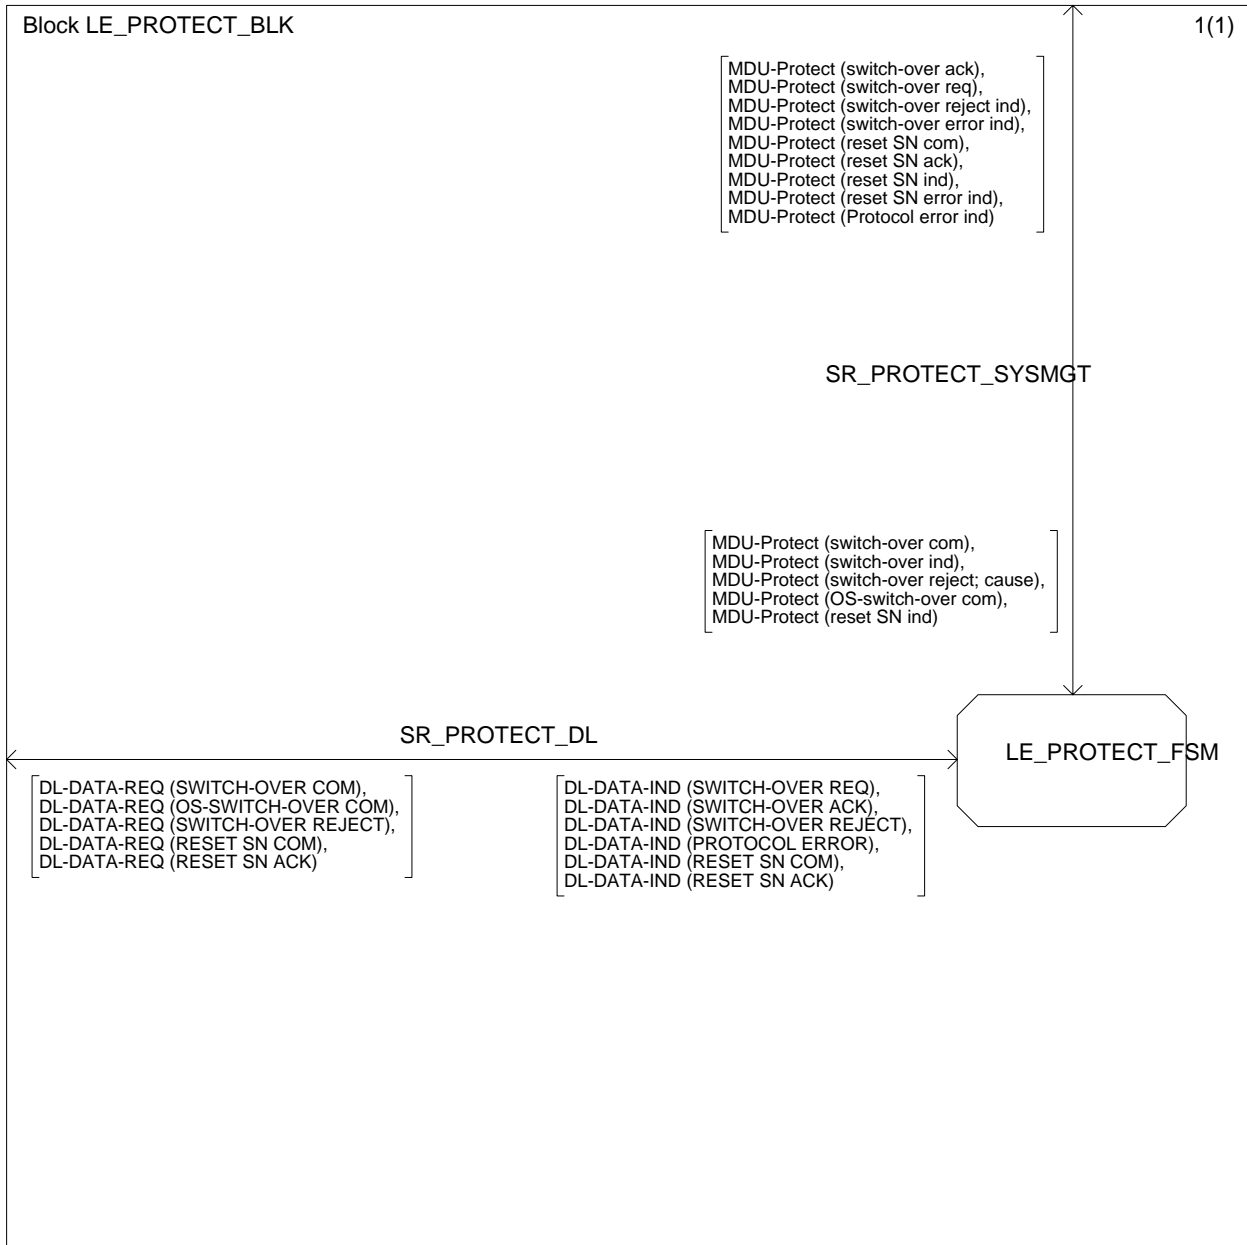 Block LE_PROTECT_BLK
1(1)
MDU-Protect (switch-over ack),
MDU-Protect (switch-over req),
MDU-Protect (switch-over reject ind),
MDU-Protect (switch-over error ind),
MDU-Protect (reset SN com),
MDU-Protect (reset SN ack),
MDU-Protect (reset SN ind),
MDU-Protect (reset SN error ind),
MDU-Protect (Protocol error ind)
SR_PROTECT_SYSMGT
MDU-Protect (switch-over com),
MDU-Protect (switch-over ind),
MDU-Protect (switch-over reject; cause),
MDU-Protect (OS-switch-over com),
MDU-Protect (reset SN ind)
SR_PROTECT_DL
LE_PROTECT_FSM
DL-DATA-REQ (SWITCH-OVER COM),
DL-DATA-REQ (OS-SWITCH-OVER COM),
DL-DATA-REQ (SWITCH-OVER REJECT),
DL-DATA-REQ (RESET SN COM),
DL-DATA-REQ (RESET SN ACK)
DL-DATA-IND (SWITCH-OVER REQ),
DL-DATA-IND (SWITCH-OVER ACK),
DL-DATA-IND (SWITCH-OVER REJECT),
DL-DATA-IND (PROTOCOL ERROR),
DL-DATA-IND (RESET SN COM),
DL-DATA-IND (RESET SN ACK)